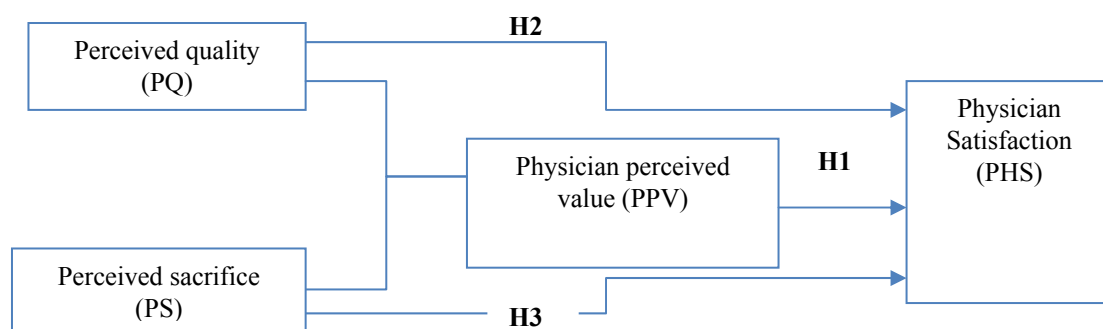 H2
Perceived quality
(PQ)
Physician
Satisfaction
(PHS)
Physician perceived
value (PPV)
H1
Perceived sacrifice
(PS)
H3